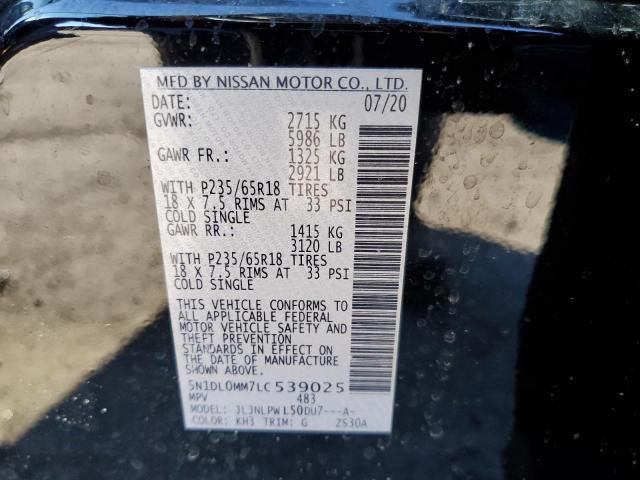 MFD BY NISSAN MOTOR CO., LTD.
DATE: 07/20
GVWR: 2715 KG
5986 LB
GAWR FR.: 1325 KG
2921 LB
WITH P235/65R18 TIRES
18 X 7.5 RIMS AT 33 PSI
COLD SINGLE
GAWR RR.: 1415 KG
3120 LB
WITH P235/65R18 TIRES
18 X 7.5 RIMS AT 33 PSI
COLD SINGLE
THIS VEHICLE CONFORMS TO
ALL APPLICABLE FEDERAL
MOTOR VEHICLE SAFETY AND
THEFT PREVENTION
STANDARDS IN EFFECT ON
THE DATE OF MANUFACTURE
SHOWN ABOVE.
5N1DL0MM7LC539025
MPV 483
MODEL: JLJNLPWL50DU7---A-
COLOR: KH3 TRIM: G 2S30A